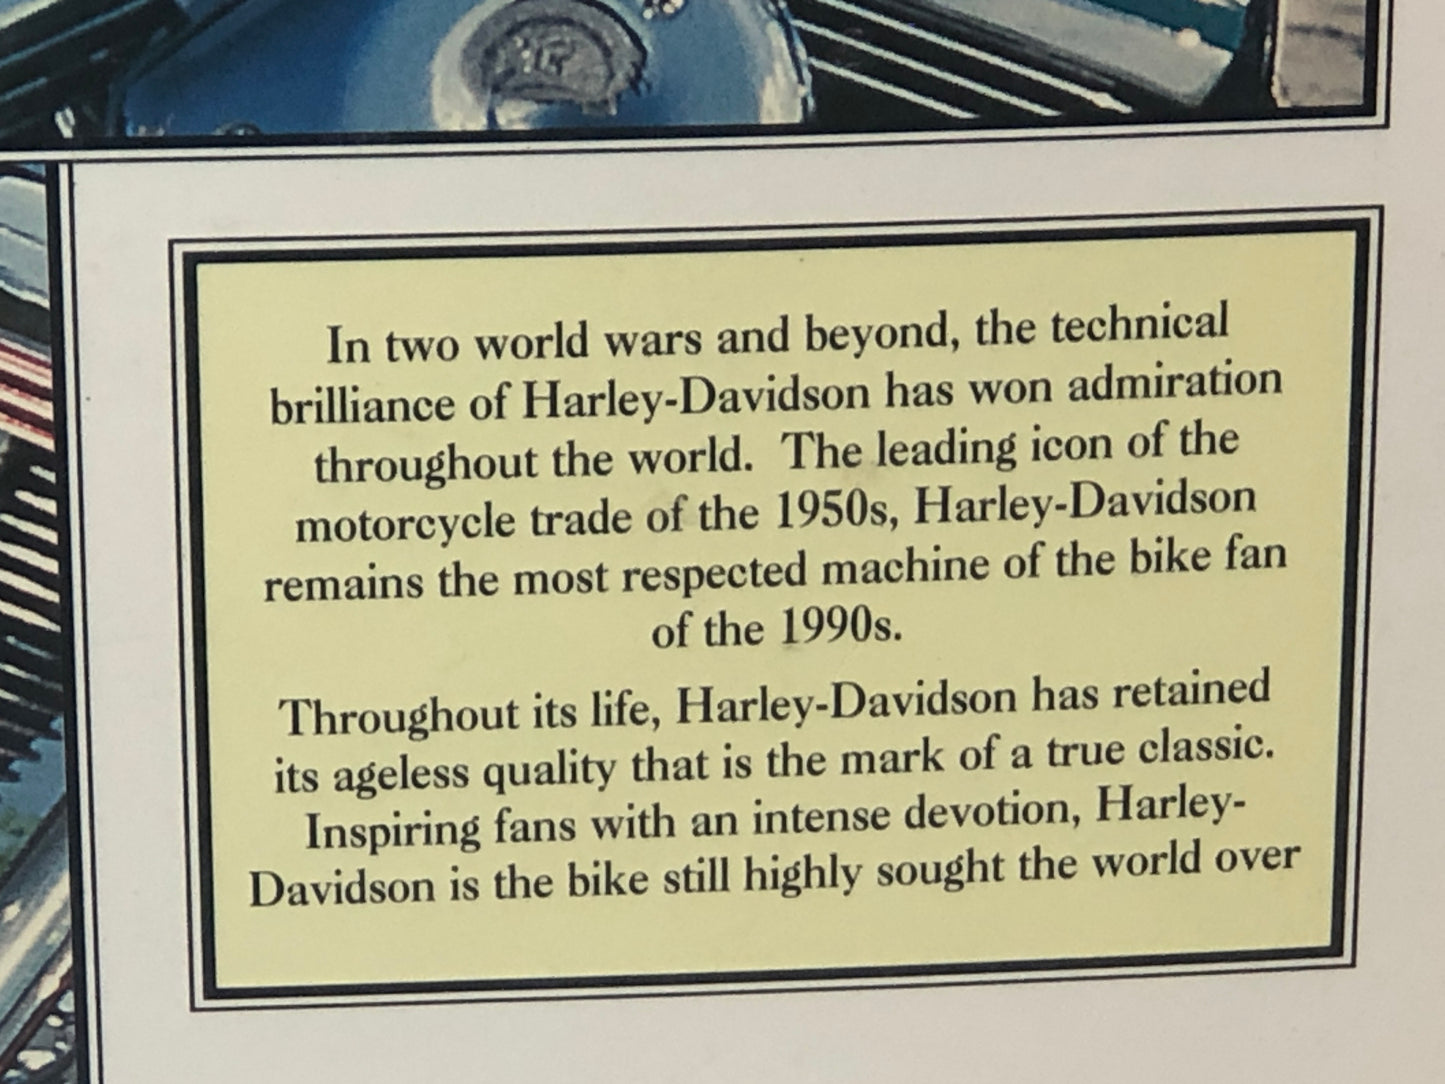 In two world wars and beyond, the technical
brilliance of Harley-Davidson has won admiration
throughout the world.  The leading icon of the
motorcycle trade of the 1950s, Harley-Davidson
remains the most respected machine of the bike fan
of the 1990s.
Throughout its life, Harley-Davidson has retained
its ageless quality that is the mark of a true classic.
Inspiring fans with an intense devotion, Harley-
Davidson is the bike still highly sought the world over